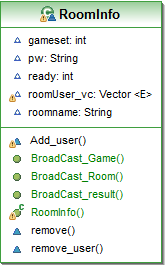 RoomInfo
gameset: int
pw: String
ready: int
roomUser_vc: Vector <E>
roomname: String
Add_user()
BroadCast_Game()
BroadCast_Room()
BroadCast_result()
RoomInfo()
remove()
remove_user()